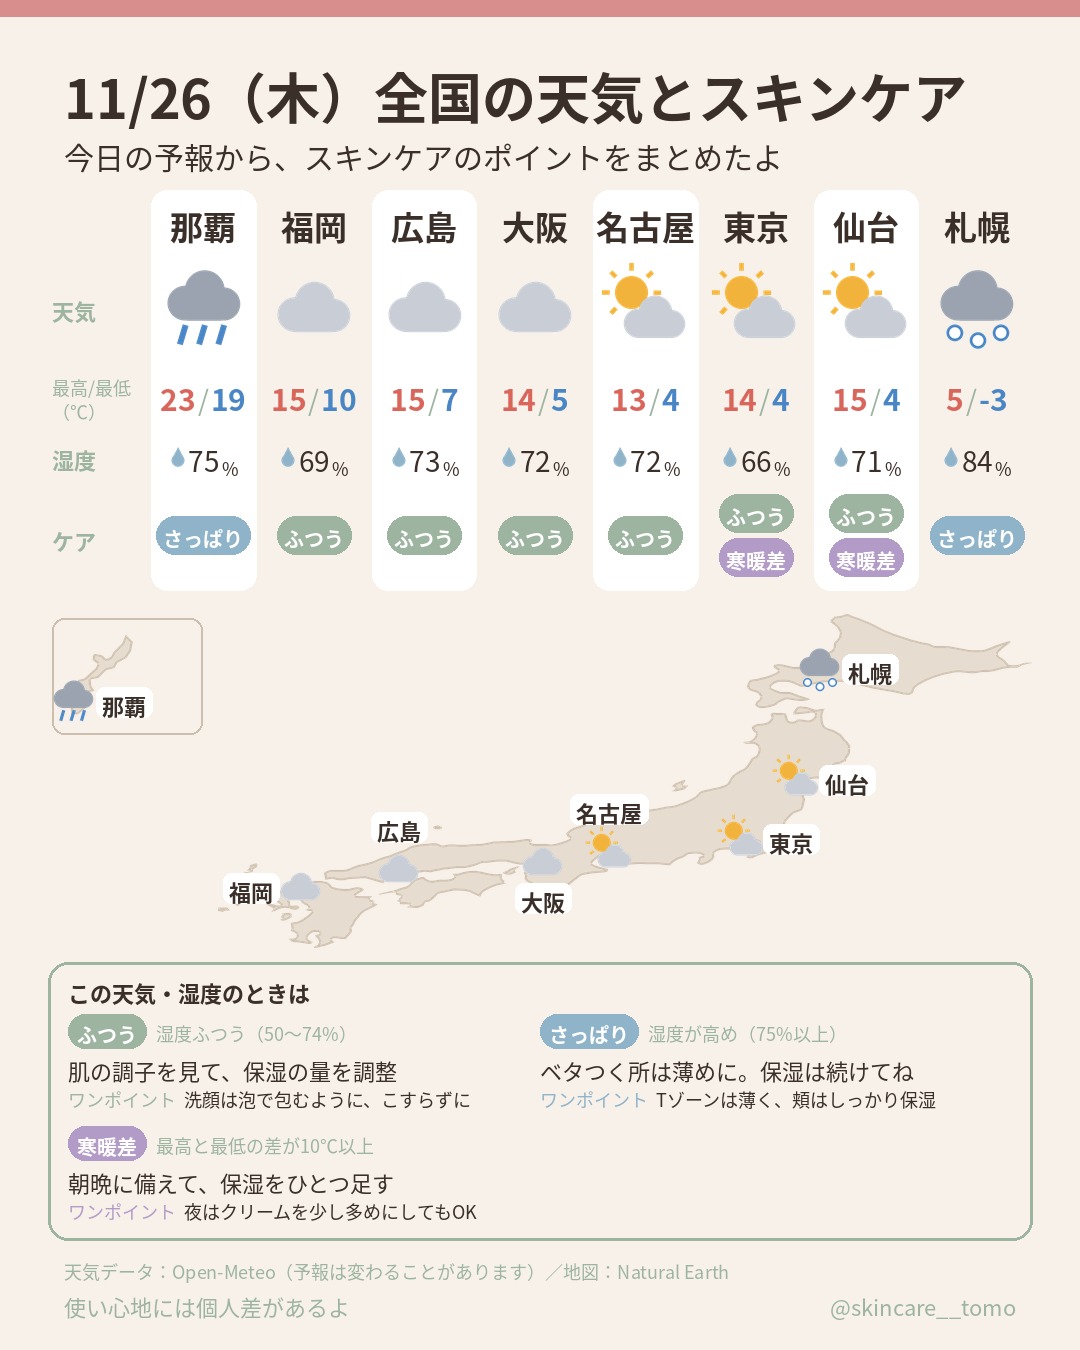 11/26（木）全国の天気とスキンケア
今日の予報から、スキンケアのポイントをまとめたよ
那覇 福岡 広島 大阪 名古屋 東京 仙台 札幌
天気
最高/最低（℃） 23/19 15/10 15/7 14/5 13/4 14/4 15/4 5/-3
湿度 75% 69% 73% 72% 72% 66% 71% 84%
ケア さっぱり ふつう ふつう ふつう ふつう ふつう 寒暖差 ふつう 寒暖差 さっぱり
那覇
札幌
仙台
名古屋
広島
東京
福岡
大阪
この天気・湿度のときは
ふつう 湿度ふつう（50〜74%）
肌の調子を見て、保湿の量を調整
ワンポイント 洗顔は泡で包むように、こすらずに
さっぱり 湿度が高め（75%以上）
ベタつく所は薄めに。保湿は続けてね
ワンポイント Tゾーンは薄く、頬はしっかり保湿
寒暖差 最高と最低の差が10℃以上
朝晩に備えて、保湿をひとつ足す
ワンポイント 夜はクリームを少し多めにしてもOK
天気データ：Open-Meteo（予報は変わることがあります）／地図：Natural Earth
使い心地には個人差があるよ
@skincare__tomo